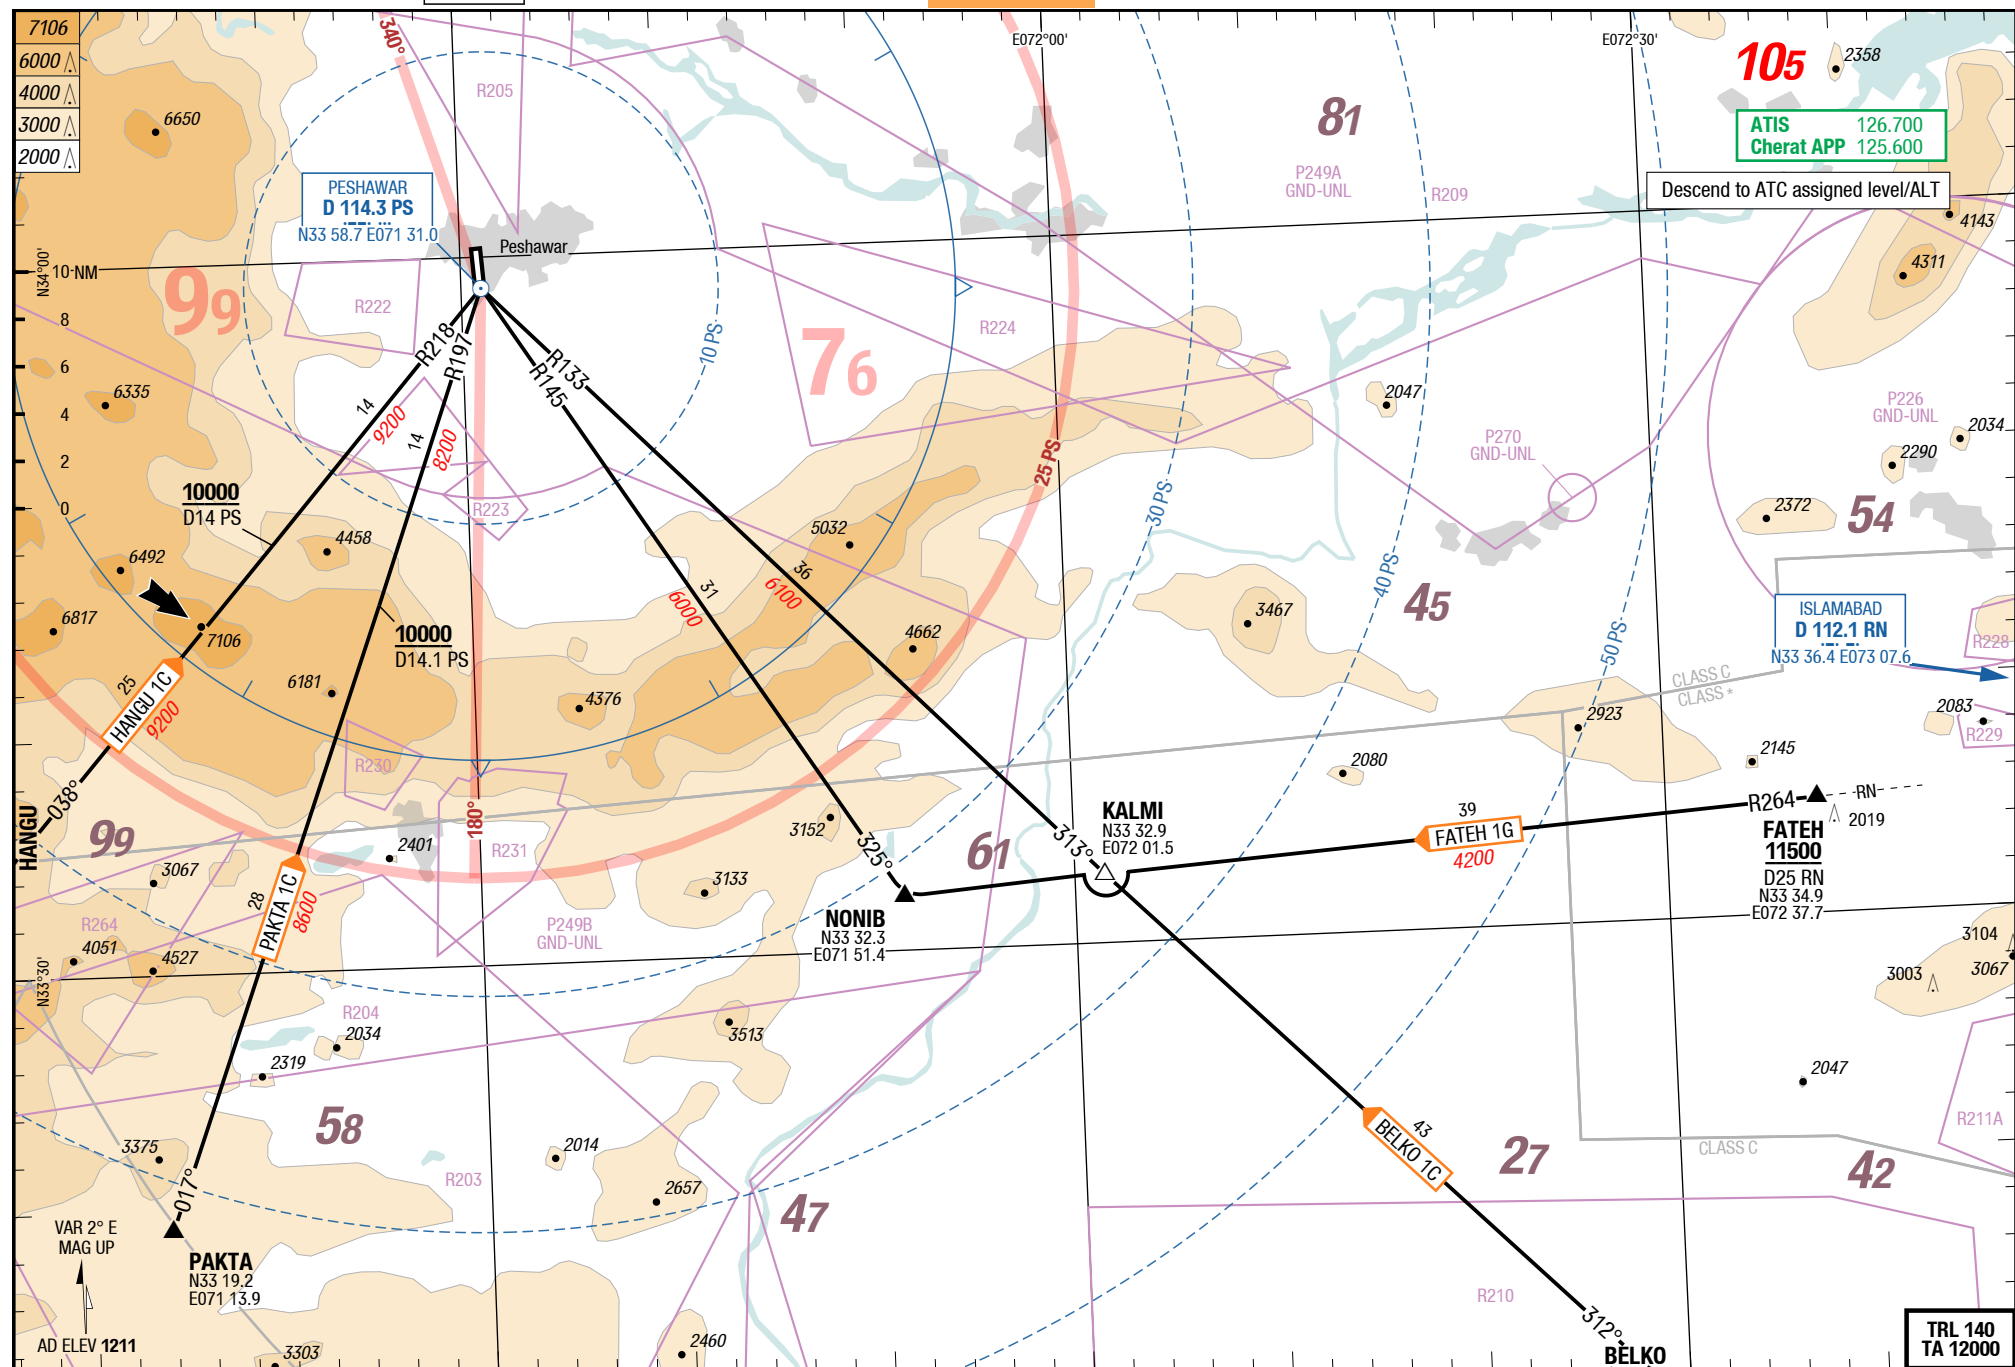 7106
6000
4000
3000
2000
340°
R205
E072°00'
E072°30'
105
2358
81
ATIS 126.700
Cherat APP 125.600
6650
P249A
GND-UNL
R209
Descend to ATC assigned level/ALT
PESHAWAR
D 114.3 PS
N33 58.7 E071 31.0
Peshawar
4143
4311
N34°00'
10 NM
8
6
4
2
0
99
R222
R218
R197
R133
R145
10 PS
76
R224
6335
14
9200
14
8200
2047
P270
GND-UNL
P226
GND-UNL
2034
2290
25 PS
10000
D14 PS
R223
30 PS
2372
54
6492
4458
5032
40 PS
6817
7106
10000
D14.1 PS
31
6000
36
6100
4662
3467
45
50 PS
ISLAMABAD
D 112.1 RN
N33 36.4 E073 07.6
R228
25
HANGU 1C
9200
6181
4376
CLASS C
CLASS *
2923
2083
R229
R230
2080
2145
HANGU
038°
99
180°
R231
2401
3152
325°
61
KALMI
N33 32.9
E072 01.5
313°
39
FATEH 1G
4200
R264
RN
2019
FATEH
11500
D25 RN
N33 34.9
E072 37.7
3067
28
PAKTA 1C
8600
3133
R264
P249B
GND-UNL
NONIB
N33 32.3
E071 51.4
4051
4527
3104
3003
3067
N33°30'
R204
2034
2319
3513
2047
58
R211A
3375
2014
43
BELKO 1C
27
CLASS C
42
R203
2657
47
017°
VAR 2° E
MAG UP
PAKTA
N33 19.2
E071 13.9
R210
312°
AD ELEV 1211
3303
2460
BELKO
TRL 140
TA 12000